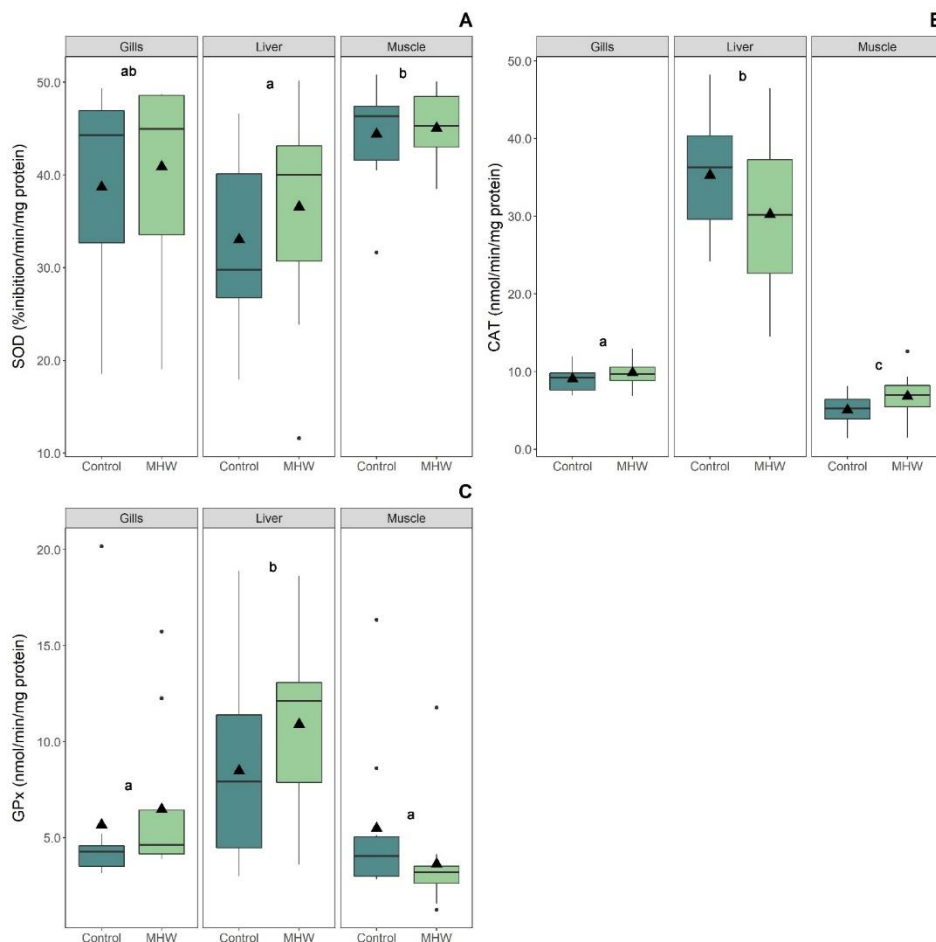 A
Gills Liver Muscle
ab a b
50.0
40.0
30.0
20.0
10.0
SOD (%inibition/min/mg protein)
Control MHW Control MHW Control MHW
Gills Liver Muscle
b
a
c
50.0
40.0
30.0
20.0
10.0
0.0
CAT (nmol/min/mg protein)
Control MHW Control MHW Control MHW
C
Gills Liver Muscle
b
a
a
20.0
15.0
10.0
5.0
GPx (nmol/min/mg protein)
Control MHW Control MHW Control MHW